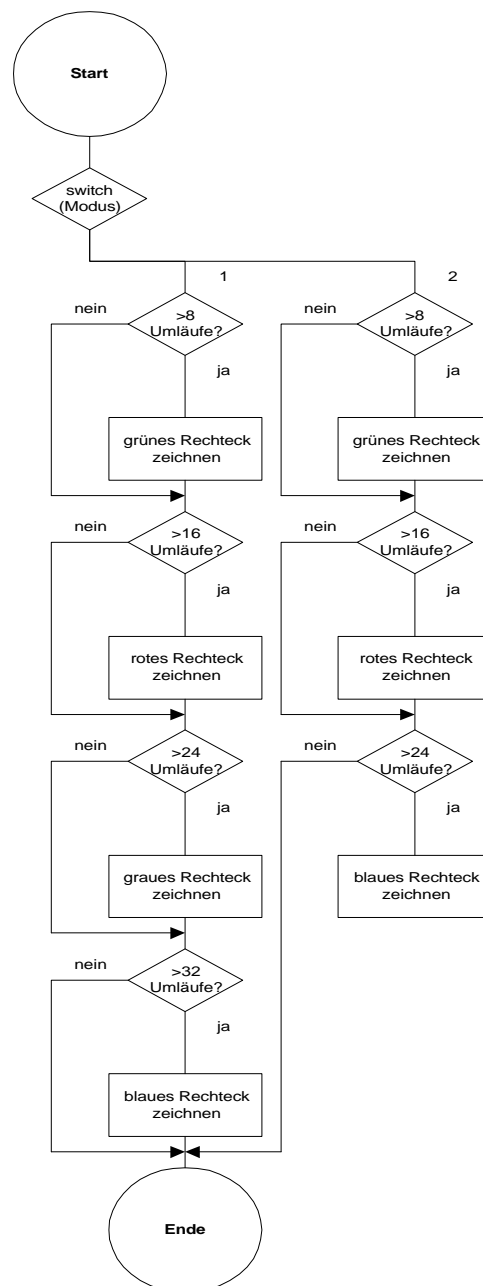 Start
switch
(Modus)
1
2
nein
>8
Umläufe?
ja
grünes Rechteck
zeichnen
nein
>16
Umläufe?
ja
rotes Rechteck
zeichnen
nein
>24
Umläufe?
ja
graues Rechteck
zeichnen
nein
>32
Umläufe?
ja
blaues Rechteck
zeichnen
nein
>8
Umläufe?
ja
grünes Rechteck
zeichnen
nein
>16
Umläufe?
ja
rotes Rechteck
zeichnen
nein
>24
Umläufe?
ja
blaues Rechteck
zeichnen
Ende